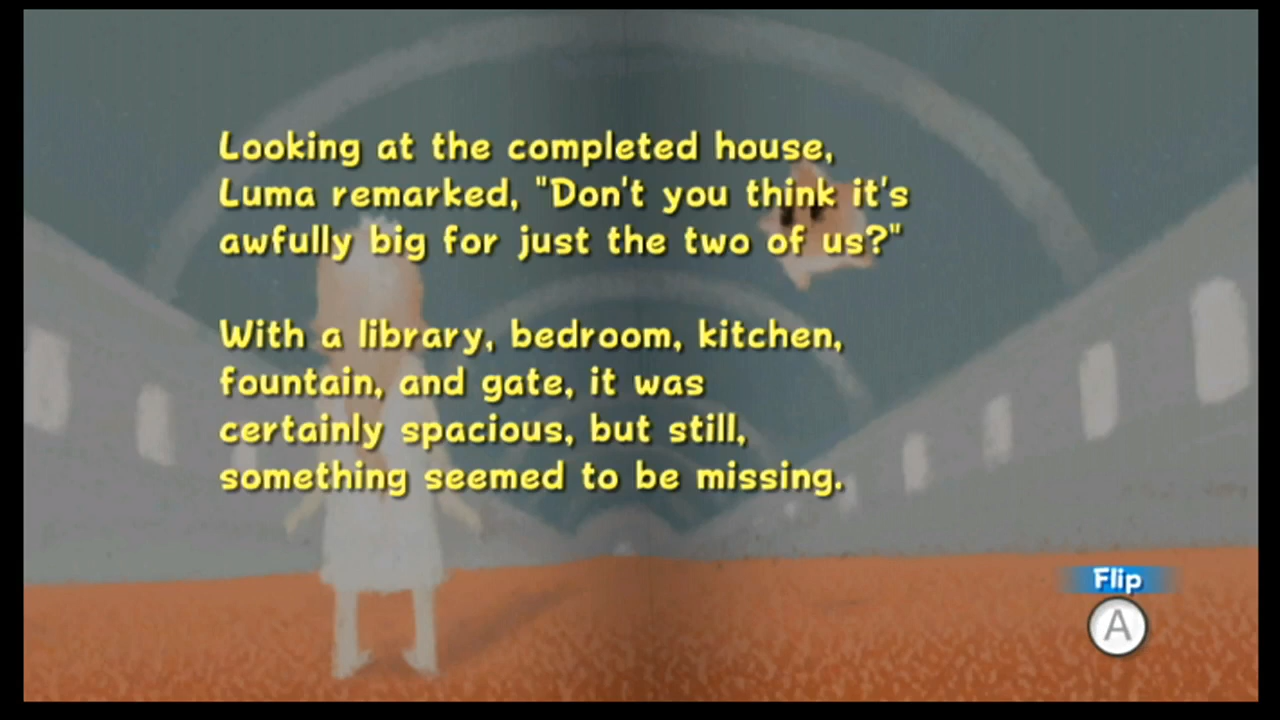 Looking at the completed house,
Luma remarked, "Don't you think it's
awfully big for just the two of us?"
With a library, bedroom, kitchen,
fountain, and gate, it was
certainly spacious, but still,
something seemed to be missing.
Flip
A